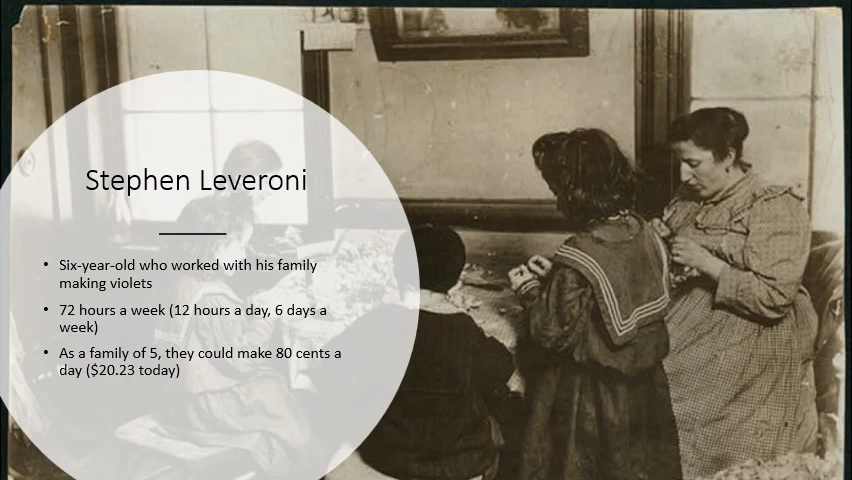 Stephen Leveroni
• Six-year-old who worked with his family
making violets
• 72 hours a week (12 hours a day, 6 days a
week)
• As a family of 5, they could make 80 cents a
day ($20.23 today)